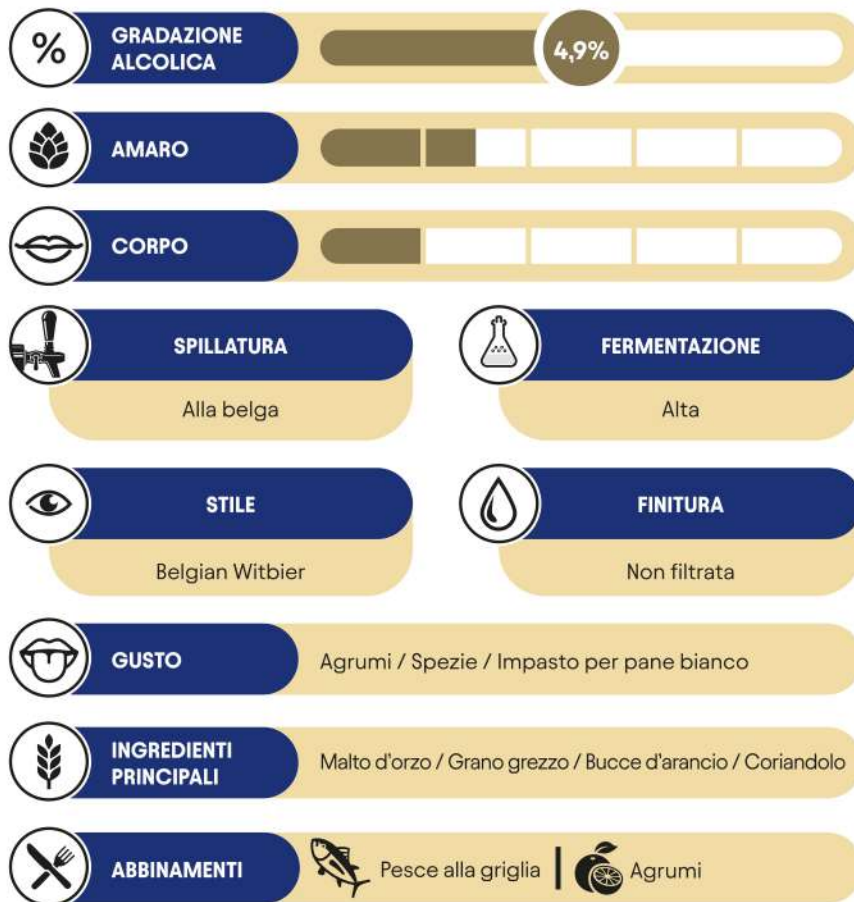 %
GRADAZIONE
ALCOLICA
4,9%
AMARO
CORPO
SPILLATURA
Alla belga
FERMENTAZIONE
Alta
STILE
Belgian Witbier
FINITURA
Non filtrata
GUSTO
Agrumi / Spezie / Impasto per pane bianco
INGREDIENTI
PRINCIPALI
Malto d'orzo / Grano grezzo / Bucce d'arancio / Coriandolo
ABBINAMENTI
Pesce alla griglia
Agrumi